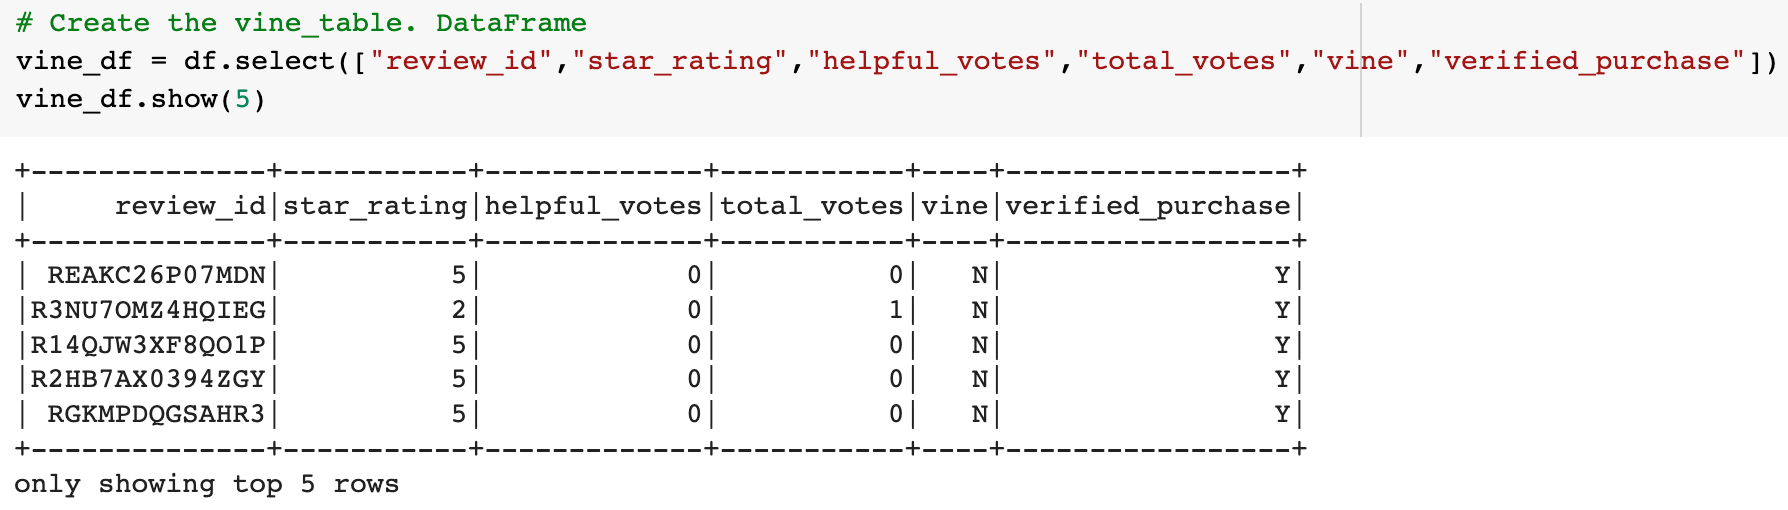 # Create the vine_table. DataFrame
vine_df = df.select(["review_id","star_rating","helpful_votes","total_votes","vine","verified_purchase"])
vine_df.show(5)
+--------------+-----------+-------------+-----------+----+-----------------+
|     review_id|star_rating|helpful_votes|total_votes|vine|verified_purchase|
+--------------+-----------+-------------+-----------+----+-----------------+
| REAKC26P07MDN|          5|            0|          0|   N|                Y|
|R3NU7OMZ4HQIEG|          2|            0|          1|   N|                Y|
|R14QJW3XF8QO1P|          5|            0|          0|   N|                Y|
|R2HB7AX0394ZGY|          5|            0|          0|   N|                Y|
| RGKMPDQGSAHR3|          5|            0|          0|   N|                Y|
+--------------+-----------+-------------+-----------+----+-----------------+
only showing top 5 rows